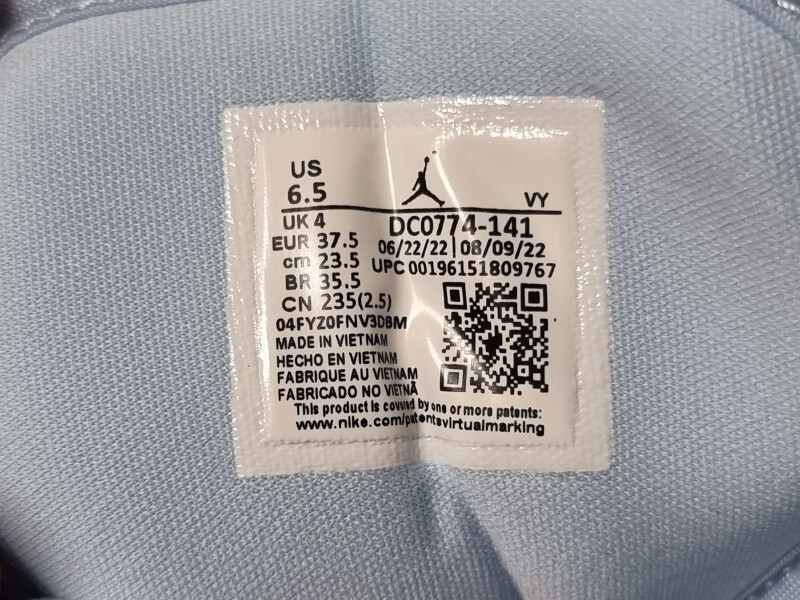 US
6.5
VY
UK 4
DC0774-141
EUR 37.5
06/22/22 | 08/09/22
cm 23.5
UPC 00196151809767
BR 35.5
CN 235(2.5)
04FYZ0FNV3DBM
MADE IN VIETNAM
HECHO EN VIETNAM
FABRIQUE AU VIETNAM
FABRICADO NO VIETNÃ
This product is covered by one or more patents:
www.nike.com/patentsvirtualmarking